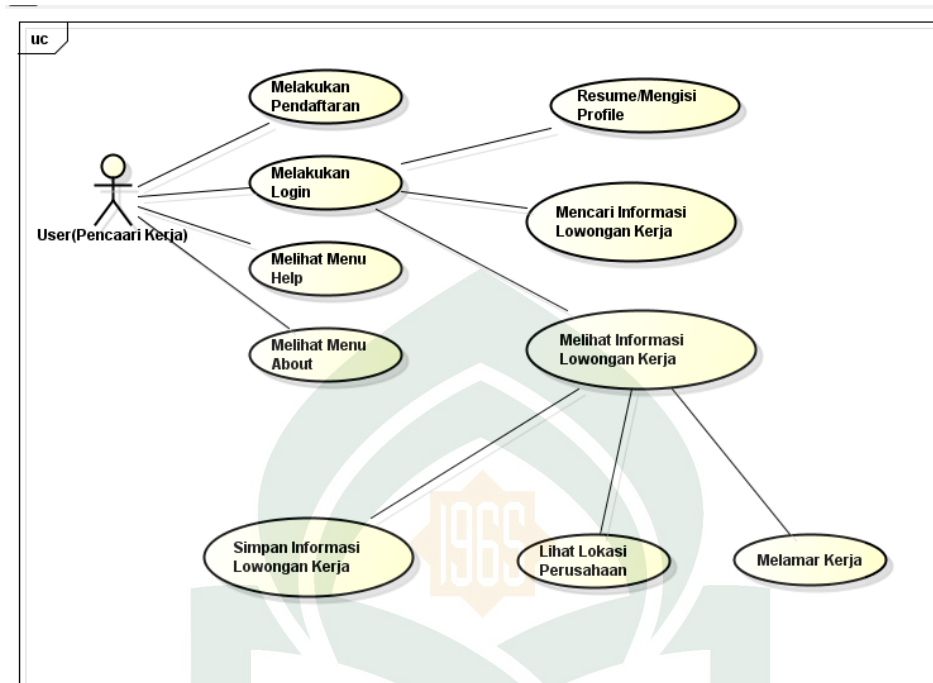 uc
Melakukan
Pendaftaran
Resume/Mengisi
Profile
Melakukan
Login
Mencari Informasi
Lowongan Kerja
User(Pencaari Kerja)
Melihat Menu
Help
Melihat Menu
About
Melihat Informasi
Lowongan Kerja
Simpan Informasi
Lowongan Kerja
Lihat Lokasi
Perusahaan
Melamar Kerja
1965